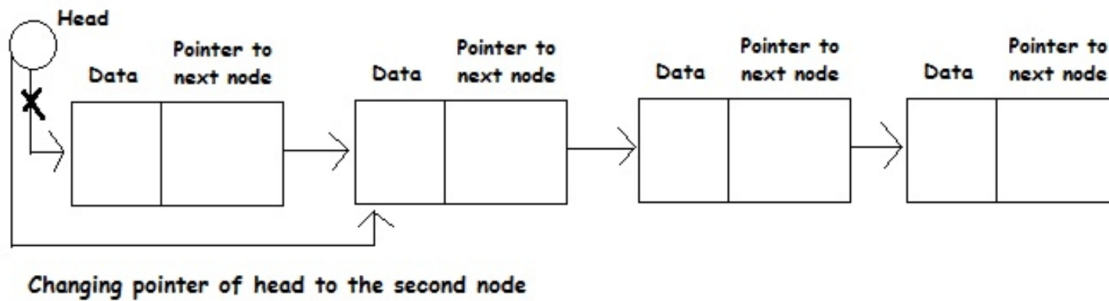 Head
Data
Pointer to
next node
Data
Pointer to
next node
Data
Pointer to
next node
Data
Pointer to
next node
Changing pointer of head to the second node